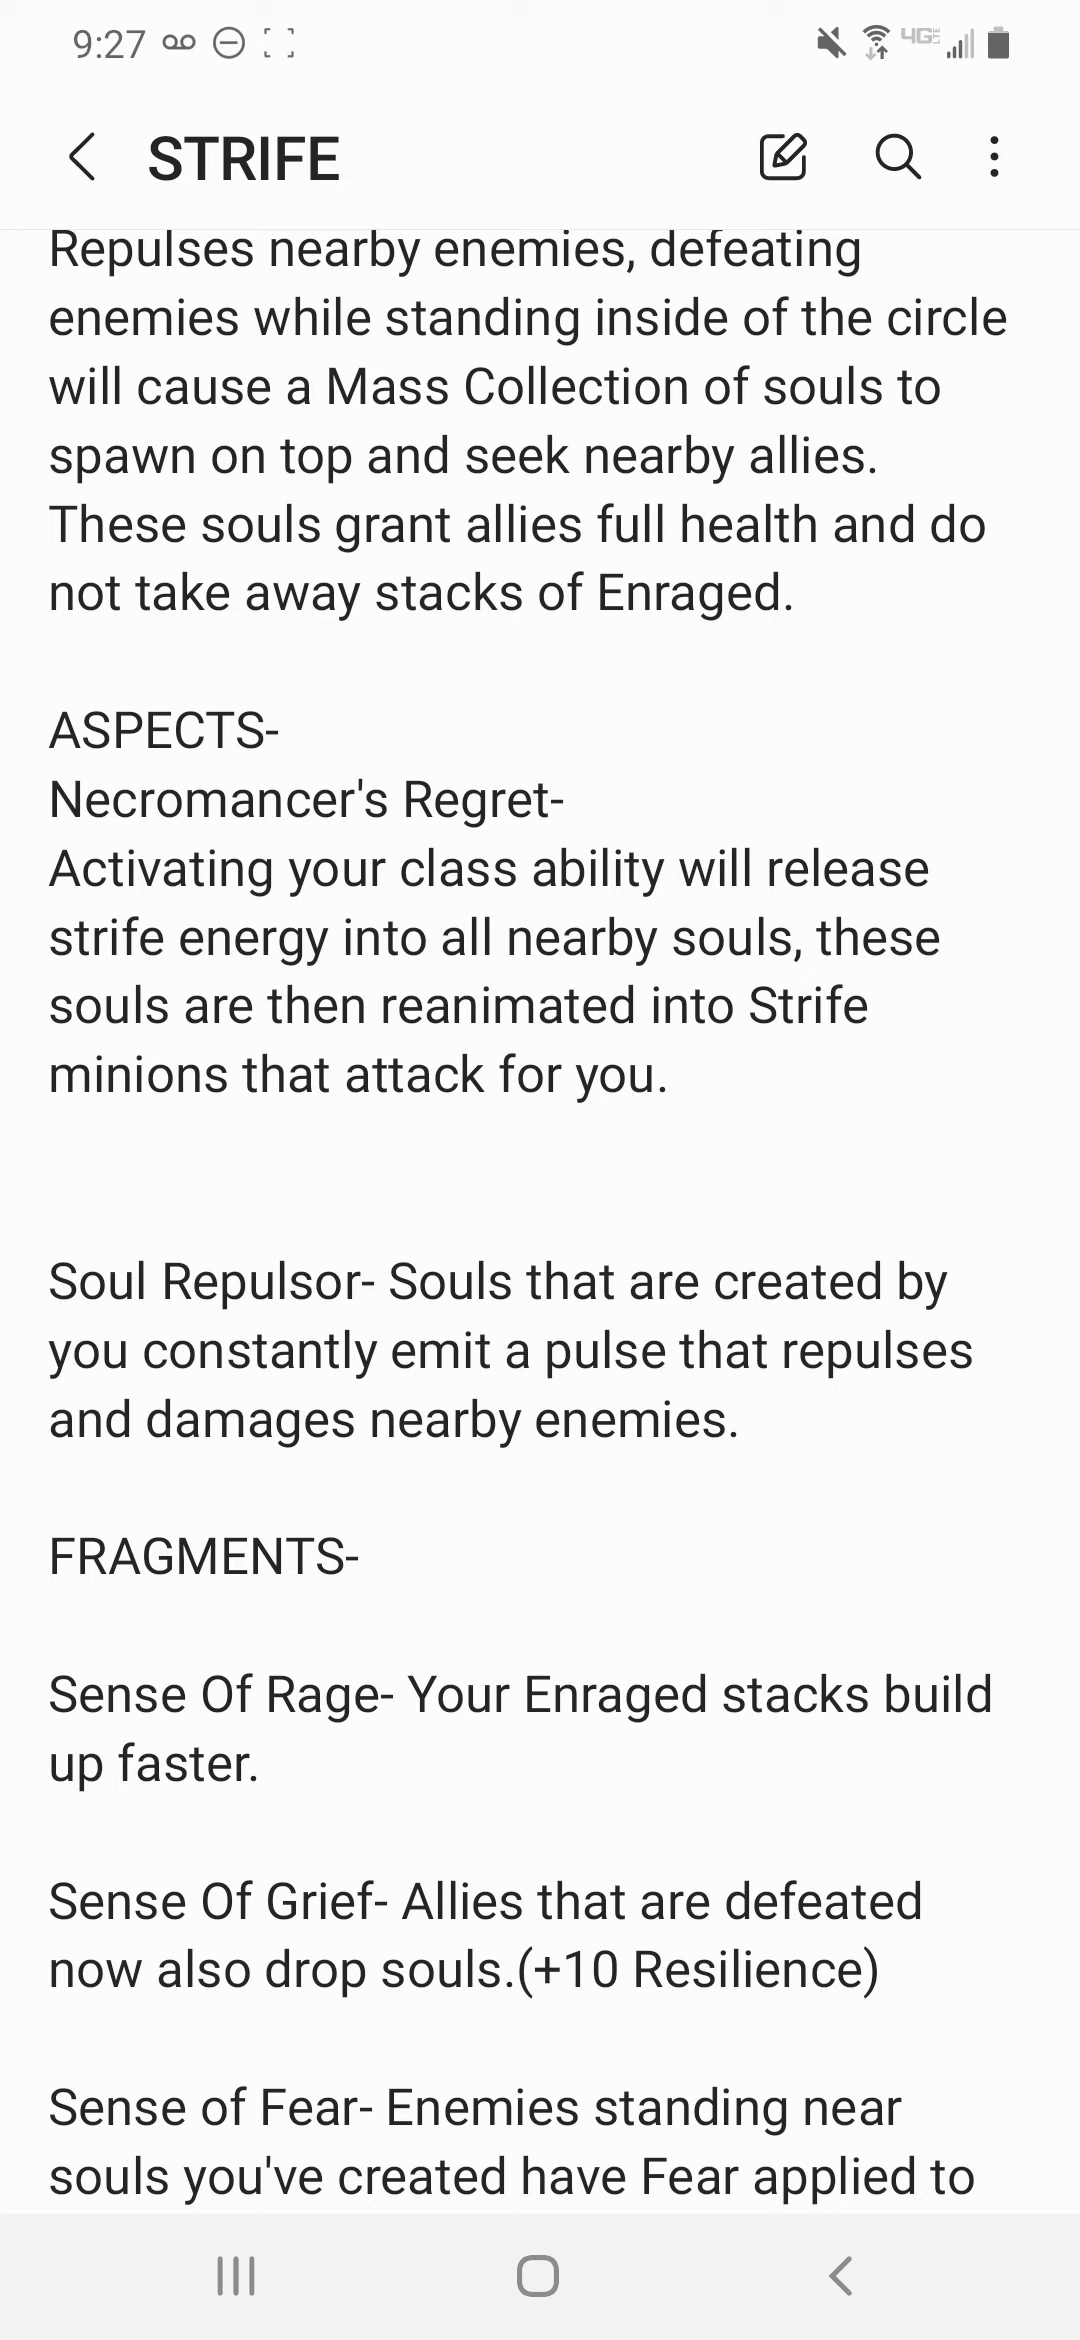 9:27 4G LTE
STRIFE
Repulses nearby enemies, defeating
enemies while standing inside of the circle
will cause a Mass Collection of souls to
spawn on top and seek nearby allies.
These souls grant allies full health and do
not take away stacks of Enraged.
ASPECTS-
Necromancer's Regret-
Activating your class ability will release
strife energy into all nearby souls, these
souls are then reanimated into Strife
minions that attack for you.
Soul Repulsor- Souls that are created by
you constantly emit a pulse that repulses
and damages nearby enemies.
FRAGMENTS-
Sense Of Rage- Your Enraged stacks build
up faster.
Sense Of Grief- Allies that are defeated
now also drop souls.(+10 Resilience)
Sense of Fear- Enemies standing near
souls you've created have Fear applied to